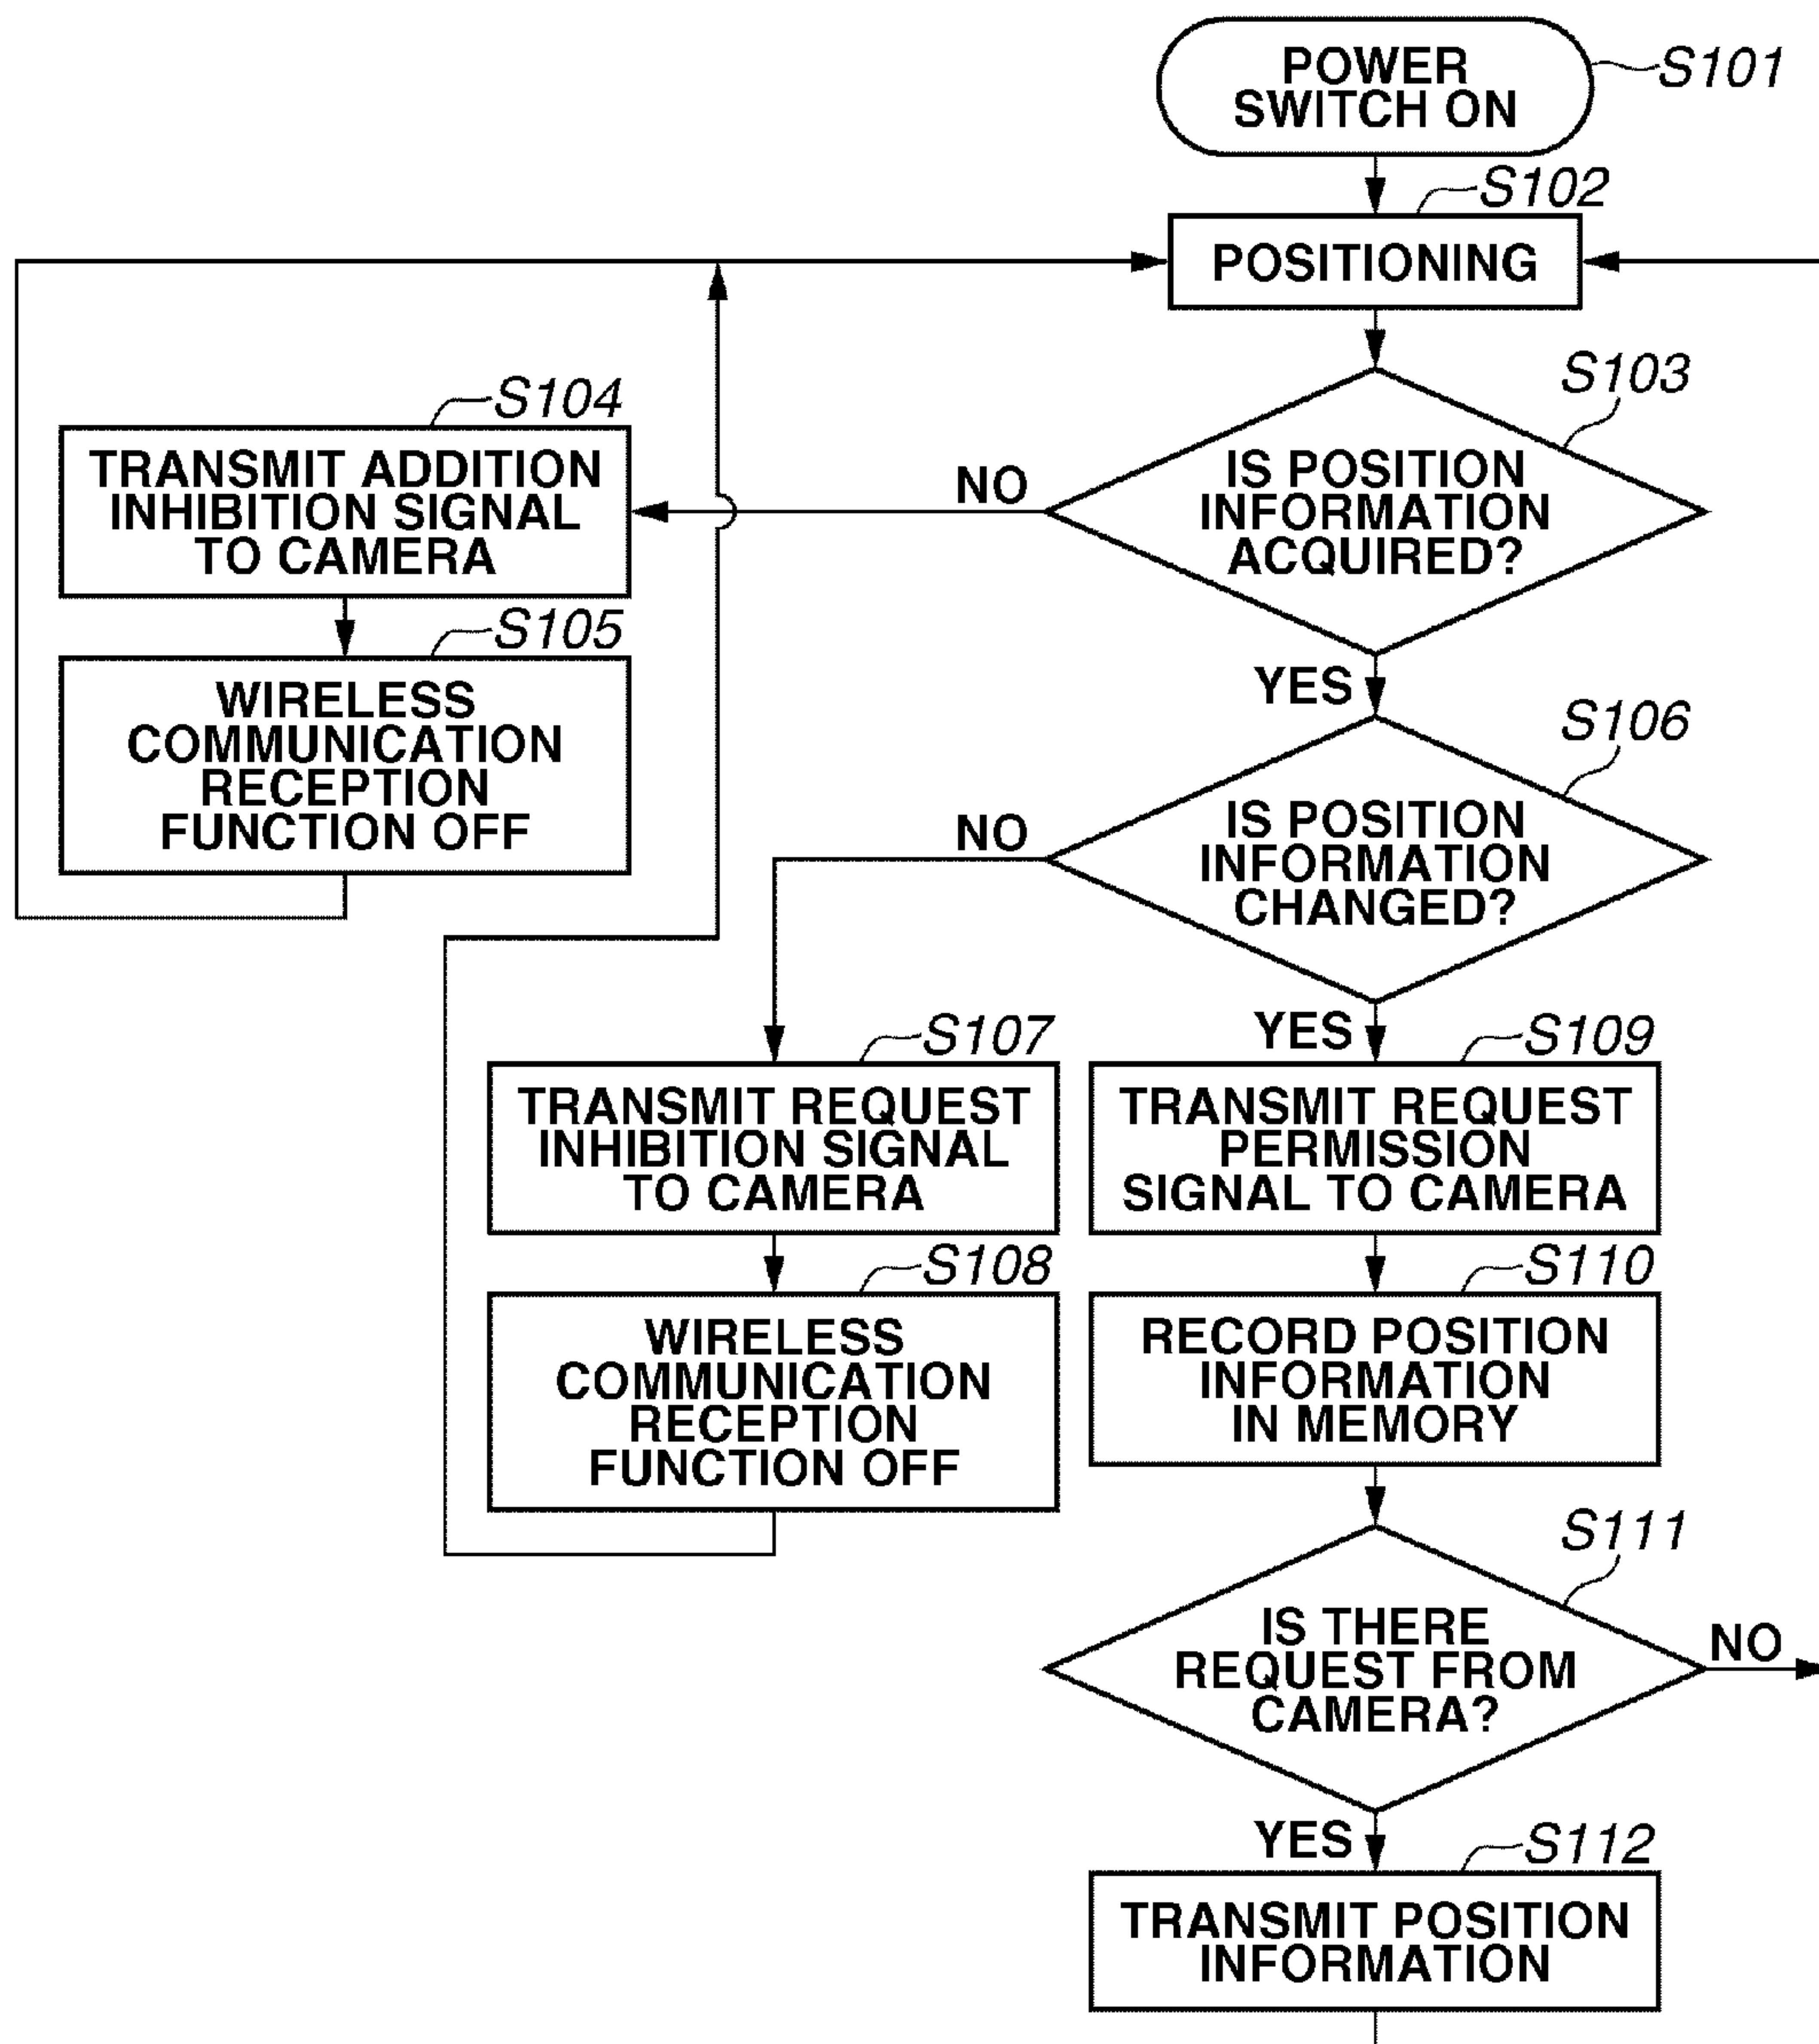 POWER
SWITCH ON
S101
S102
POSITIONING
S103
IS POSITION
INFORMATION
ACQUIRED?
NO
YES
S104
TRANSMIT ADDITION
INHIBITION SIGNAL
TO CAMERA
S105
WIRELESS
COMMUNICATION
RECEPTION
FUNCTION OFF
S106
IS POSITION
INFORMATION
CHANGED?
NO
YES
S107
TRANSMIT REQUEST
INHIBITION SIGNAL
TO CAMERA
S108
WIRELESS
COMMUNICATION
RECEPTION
FUNCTION OFF
S109
TRANSMIT REQUEST
PERMISSION
SIGNAL TO CAMERA
S110
RECORD POSITION
INFORMATION
IN MEMORY
S111
IS THERE
REQUEST FROM
CAMERA?
NO
YES
S112
TRANSMIT POSITION
INFORMATION